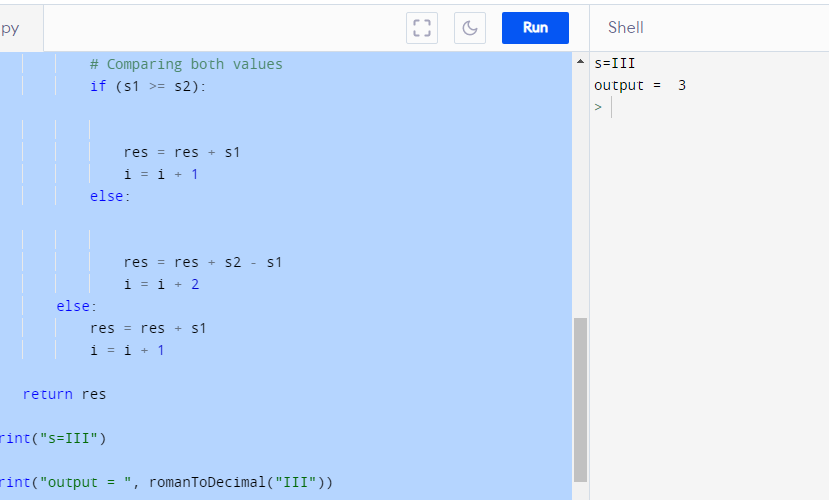 py
Run
Shell
# Comparing both values
if (s1 >= s2):
res = res + s1
i = i + 1
else:
res = res + s2 - s1
i = i + 2
else:
res = res + s1
i = i + 1
return res
rint("s=III")
rint("output = ", romanToDecimal("III"))
s=III
output =  3
>